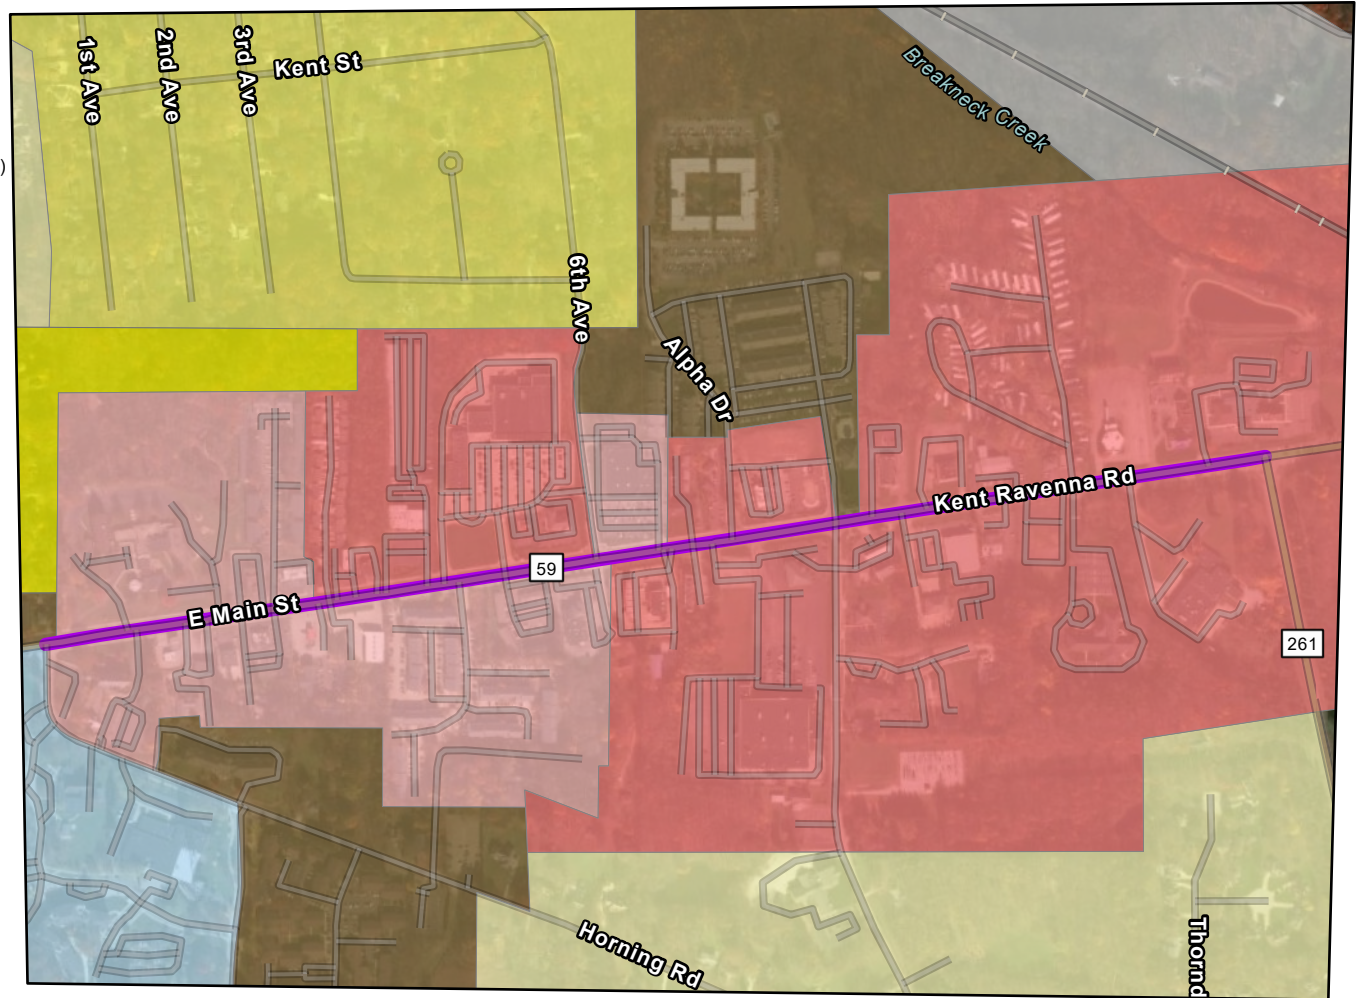 1st Ave
2nd Ave
3rd Ave
Kent St
Breakneck Creek
)
6th Ave
Alpha Dr
Kent Ravenna Rd
59
E Main St
261
Horning Rd
Thornd